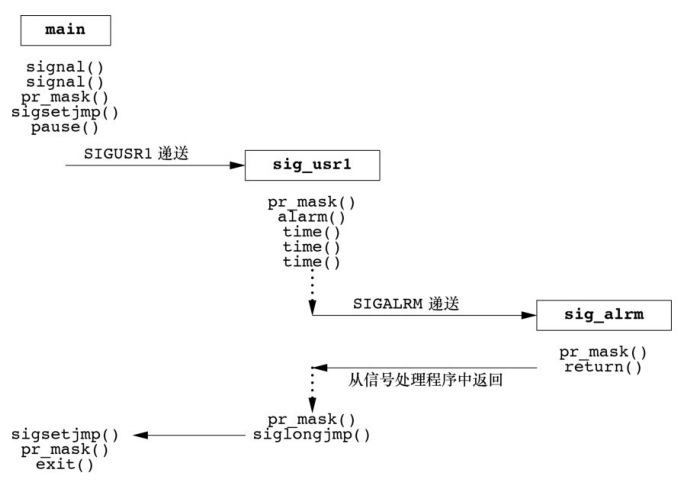 main
signal()
signal()
pr_mask()
sigsetjmp()
pause()
SIGUSR1 递送
sig_usr1
pr_mask()
alarm()
time()
time()
time()
SIGALRM 递送
sig_alrm
pr_mask()
return()
从信号处理程序中返回
pr_mask()
siglongjmp()
sigsetjmp()
pr_mask()
exit()